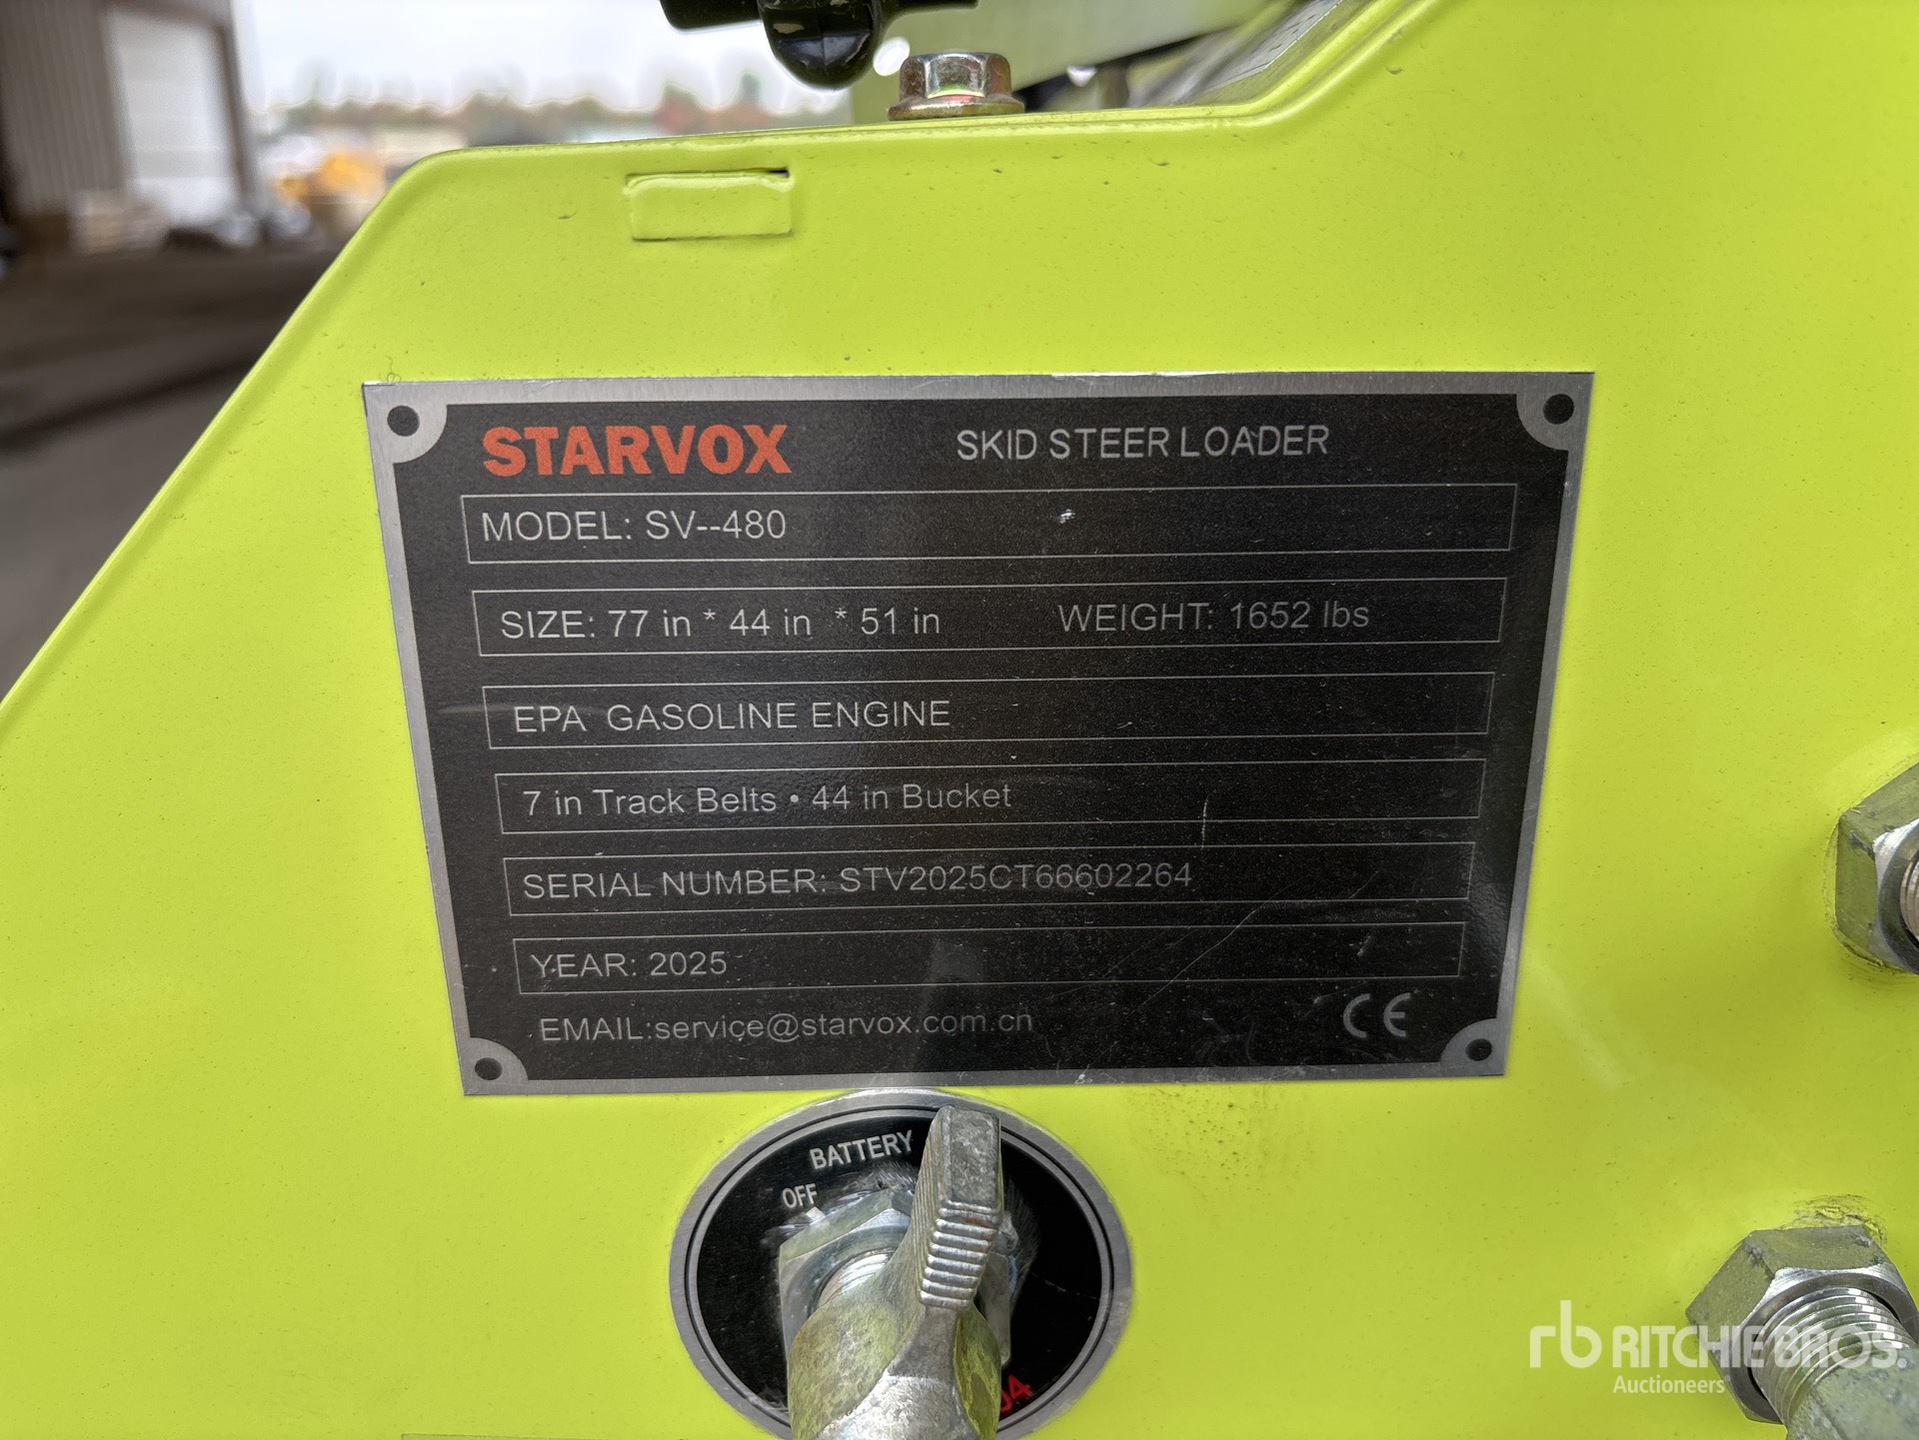 STARVOX SKID STEER LOADER
MODEL: SV--480
SIZE: 77 in * 44 in * 51 in WEIGHT: 1652 lbs
EPA GASOLINE ENGINE
7 in Track Belts • 44 in Bucket
SERIAL NUMBER: STV2025CT66602264
YEAR: 2025
EMAIL:service@starvox.com.cn CE
BATTERY
OFF
rb RITCHIE BROS.
Auctioneers